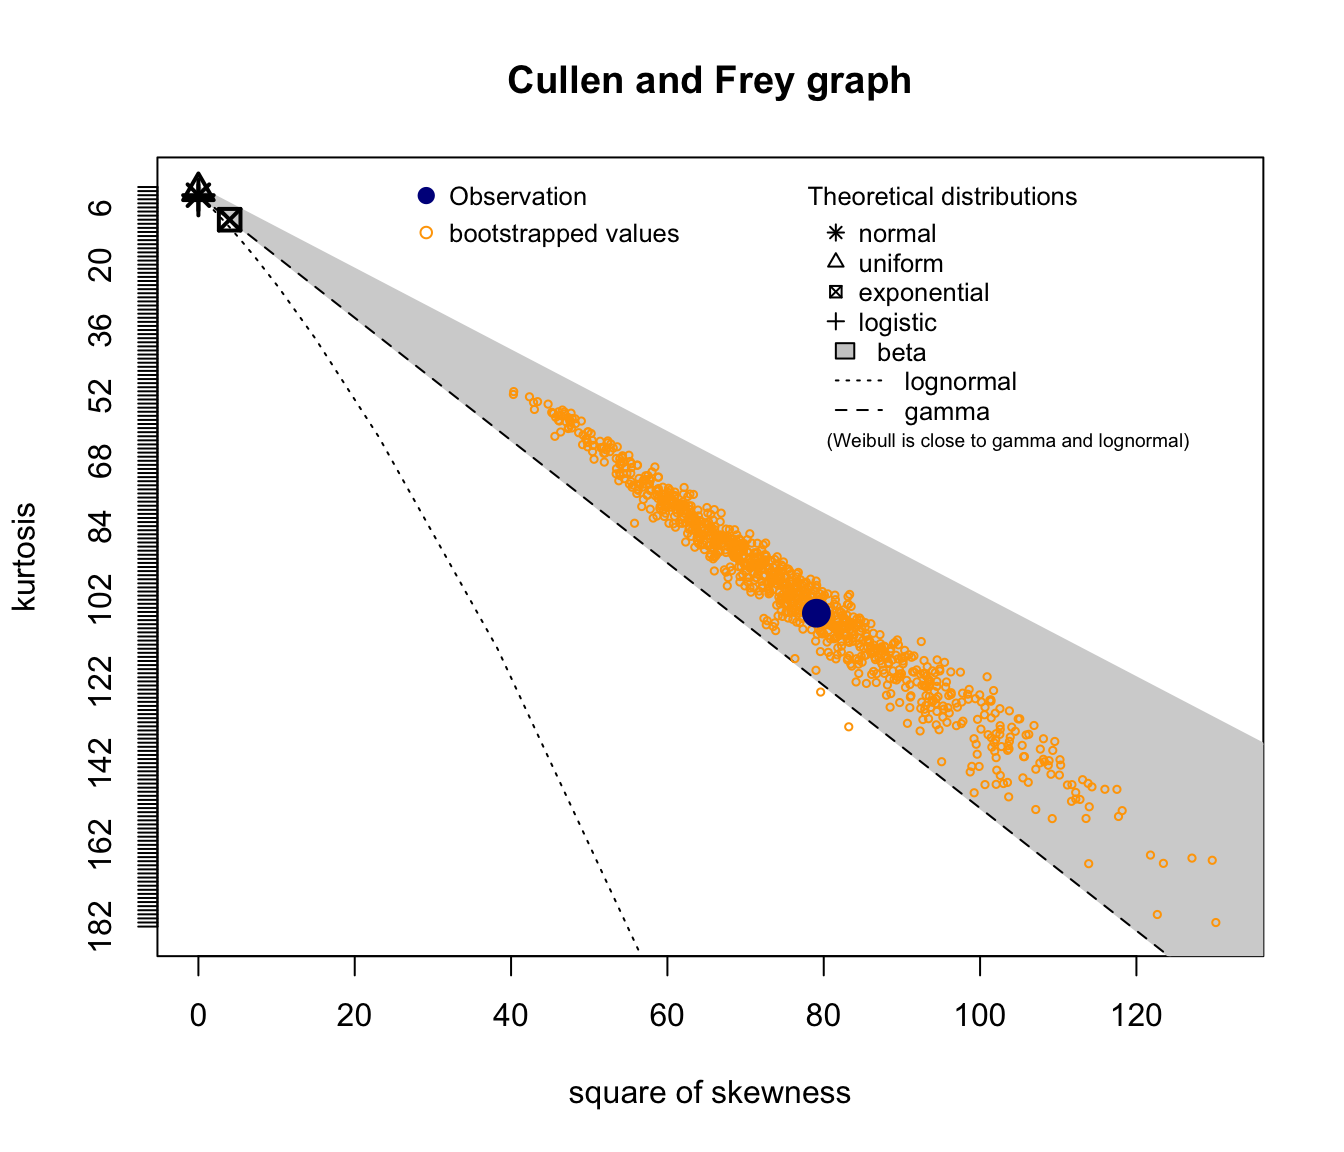 Cullen and Frey graph
Observation
bootstrapped values
Theoretical distributions
normal
uniform
exponential
logistic
beta
lognormal
gamma
(Weibull is close to gamma and lognormal)
kurtosis
6
20
36
52
68
84
102
122
142
162
182
0 20 40 60 80 100 120
square of skewness